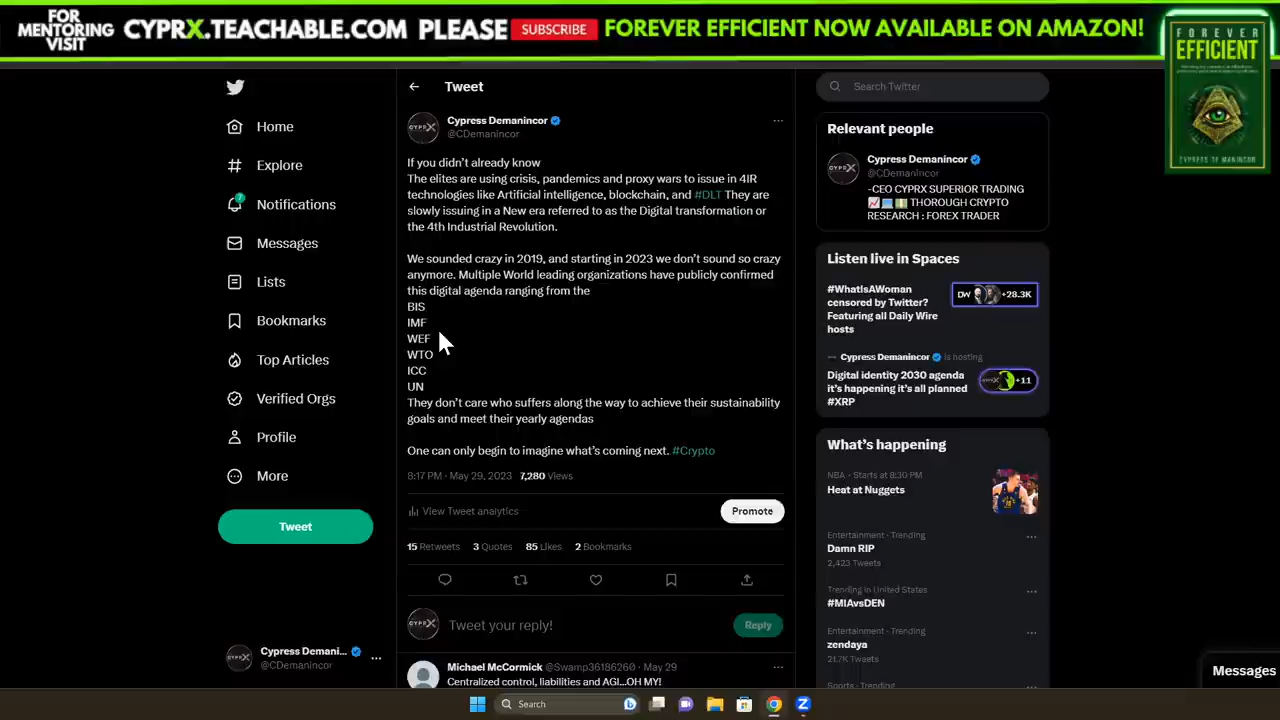 FOR
MENTORING
VISIT
CYPRX.TEACHABLE.COM PLEASE SUBSCRIBE FOREVER EFFICIENT NOW AVAILABLE ON AMAZON!
FOREVER
EFFICIENT
CYPRESS DEMANINCOR
Home
Explore
7
Notifications
Messages
Lists
Bookmarks
Top Articles
Verified Orgs
Profile
More
Tweet
Cypress Demani...
@CDemanincor
Tweet
Cypress Demanincor
@CDemanincor
If you didn't already know
The elites are using crisis, pandemics and proxy wars to issue in 4IR
technologies like Artificial intelligence, blockchain, and #DLT They are
slowly issuing in a New era referred to as the Digital transformation or
the 4th Industrial Revolution.
We sounded crazy in 2019, and starting in 2023 we don't sound so crazy
anymore. Multiple World leading organizations have publicly confirmed
this digital agenda ranging from the
BIS
IMF
WEF
WTO
ICC
UN
They don't care who suffers along the way to achieve their sustainability
goals and meet their yearly agendas
One can only begin to imagine what's coming next. #Crypto
8:17 PM · May 29, 2023 7,280 Views
View Tweet analytics
Promote
15 Retweets 3 Quotes 85 Likes 2 Bookmarks
Tweet your reply!
Reply
Michael McCormick @Swamp36186260 · May 29
Centralized control, liabilities and AGI...OH MY!
Search Twitter
Relevant people
Cypress Demanincor
@CDemanincor
-CEO CYPRX SUPERIOR TRADING
THOROUGH CRYPTO
RESEARCH : FOREX TRADER
Listen live in Spaces
#WhatIsAWoman
censored by Twitter?
Featuring all Daily Wire
hosts
DW +28.3K
Cypress Demanincor is hosting
Digital identity 2030 agenda
it's happening it's all planned
#XRP
+11
What's happening
NBA · Starts at 8:30 PM
Heat at Nuggets
Entertainment · Trending
Damn RIP
2,423 Tweets
Trending in United States
#MIAvsDEN
Entertainment · Trending
zendaya
21.7K Tweets
Sports · Trending
Messages
Search